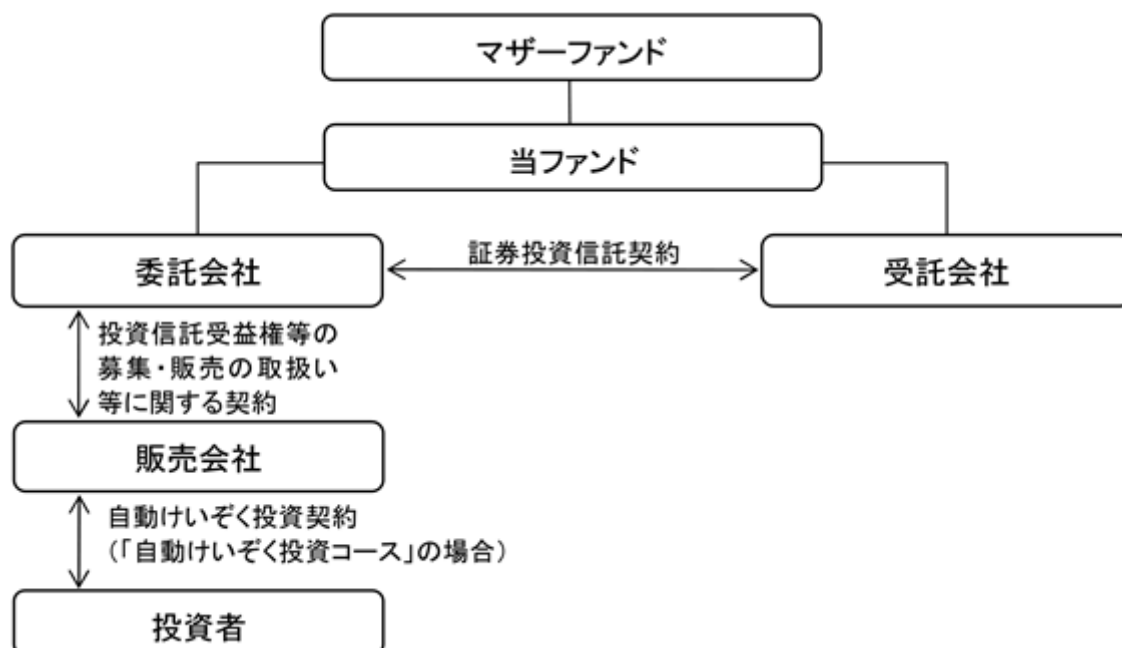 マザーファンド
当ファンド
委託会社
証券投資信託契約
受託会社
投資信託受益権等の
募集・販売の取扱い
等に関する契約
販売会社
自動けいぞく投資契約
(「自動けいぞく投資コース」の場合)
投資者